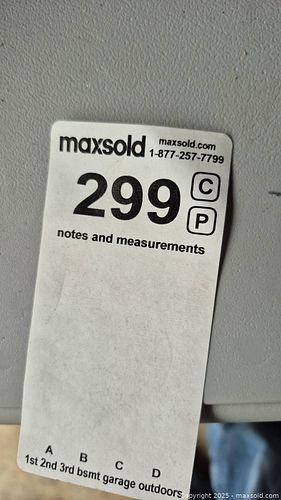 maxsold maxsold.com
1-877-257-7799
299 C
P
notes and measurements
A B C D
1st 2nd 3rd bsmt garage outdoors
Copyright 2025 - maxsold.com